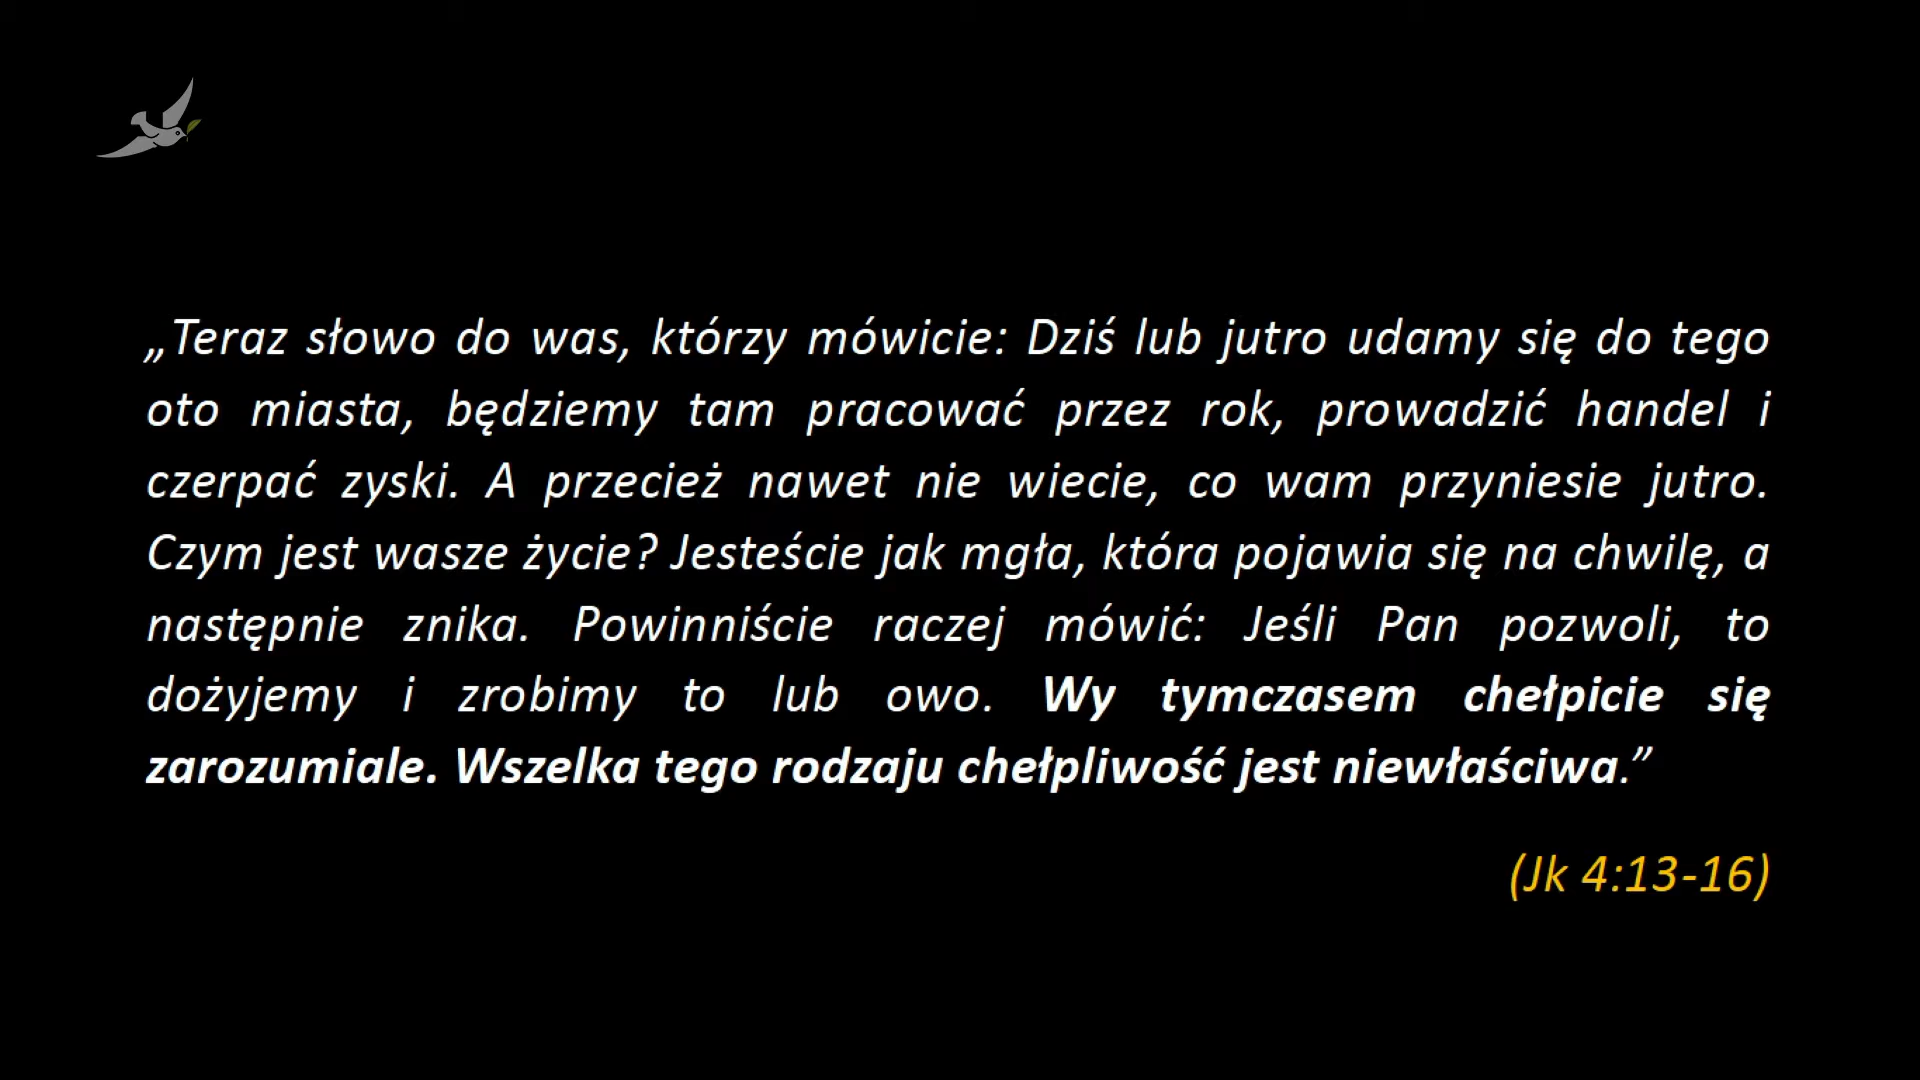 „Teraz słowo do was, którzy mówicie: Dziś lub jutro udamy się do tego
oto miasta, będziemy tam pracować przez rok, prowadzić handel i
czerpać zyski. A przecież nawet nie wiecie, co wam przyniesie jutro.
Czym jest wasze życie? Jesteście jak mgła, która pojawia się na chwilę, a
następnie znika. Powinniście raczej mówić: Jeśli Pan pozwoli, to
dożyjemy i zrobimy to lub owo. Wy tymczasem chełpicie się
zarozumiale. Wszelka tego rodzaju chełpliwość jest niewłaściwa.”
(Jk 4:13-16)